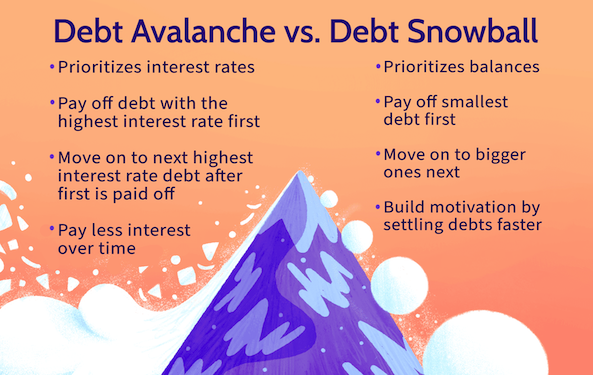 Debt Avalanche vs. Debt Snowball
•Prioritizes interest rates
•Pay off debt with the
highest interest rate first
•Move on to next highest
interest rate debt after
first is paid off
•Pay less interest
over time
•Prioritizes balances
•Pay off smallest
debt first
•Move on to bigger
ones next
•Build motivation by
settling debts faster